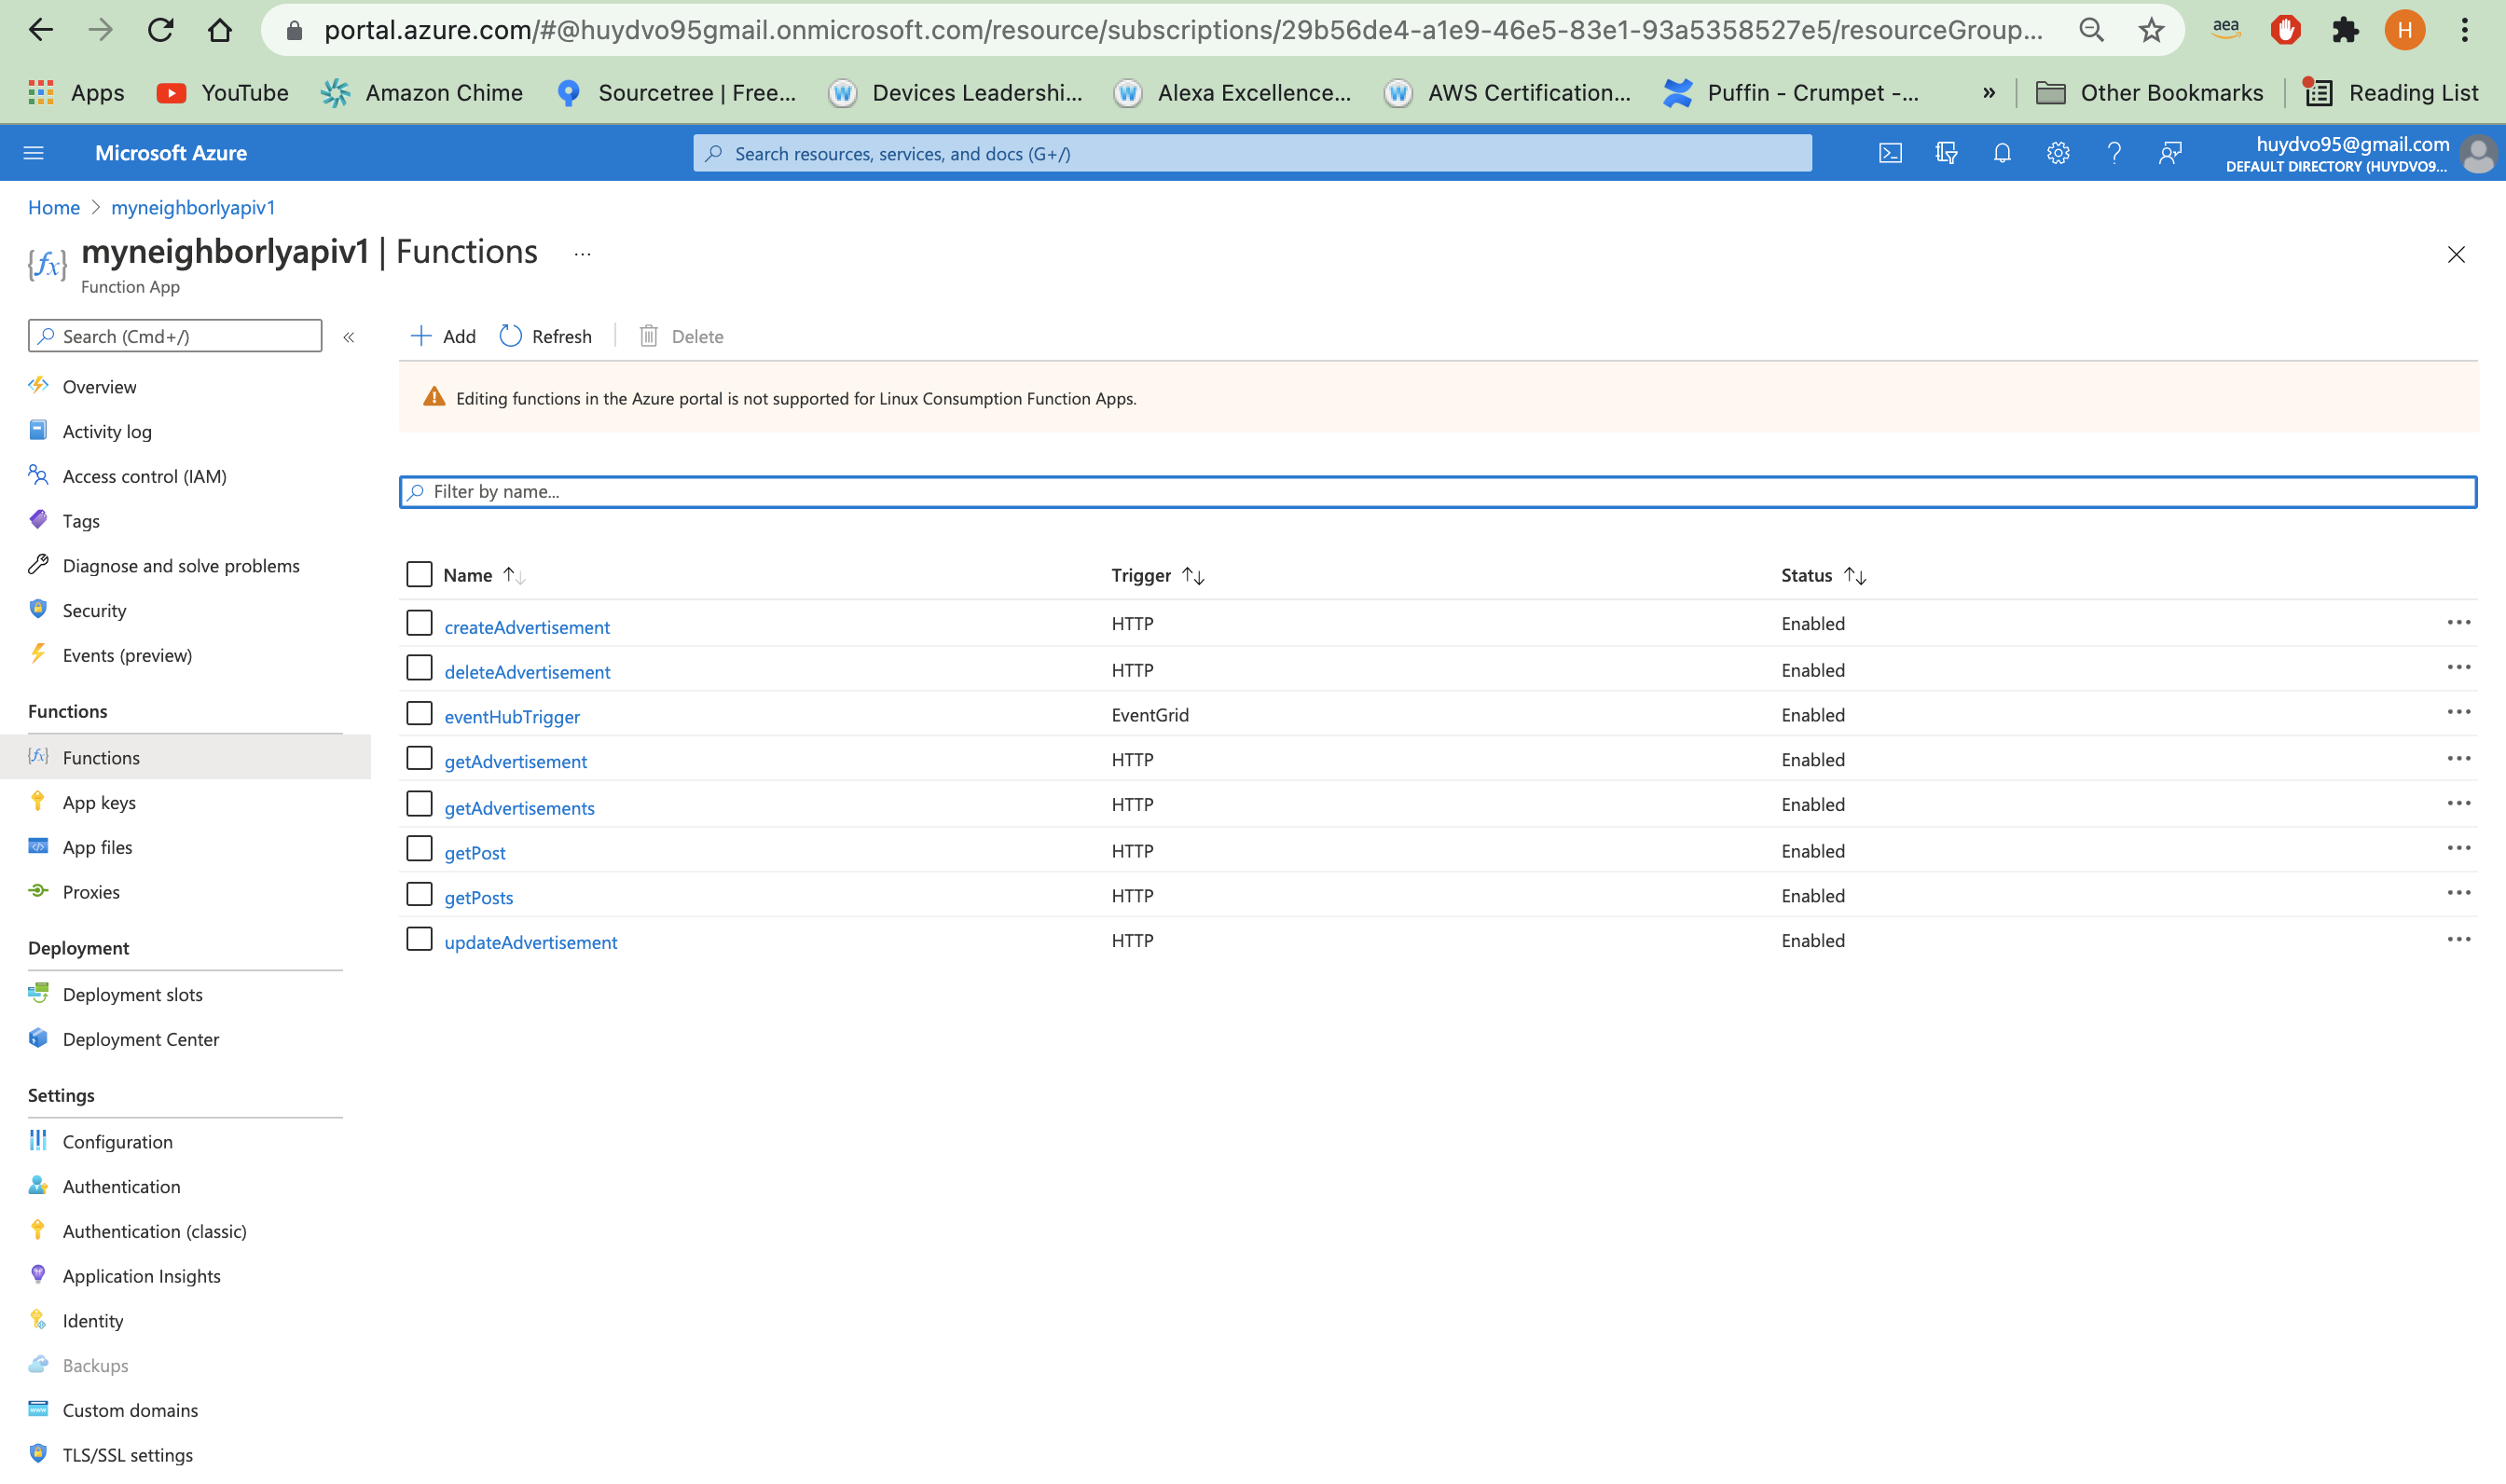 portal.azure.com/#@huydvo95gmail.onmicrosoft.com/resource/subscriptions/29b56de4-a1e9-46e5-83e1-93a5358527e5/resourceGroup...
aea
H
Apps YouTube Amazon Chime Sourcetree | Free... Devices Leadershi... Alexa Excellence... AWS Certification... Puffin - Crumpet -... » Other Bookmarks Reading List
Microsoft Azure
Search resources, services, and docs (G+/)
huydvo95@gmail.com
DEFAULT DIRECTORY (HUYDVO9...
Home > myneighborlyapiv1
myneighborlyapiv1 | Functions ...
Function App
Search (Cmd+/) «
Overview
Activity log
Access control (IAM)
Tags
Diagnose and solve problems
Security
Events (preview)
Functions
Functions
App keys
App files
Proxies
Deployment
Deployment slots
Deployment Center
Settings
Configuration
Authentication
Authentication (classic)
Application Insights
Identity
Backups
Custom domains
TLS/SSL settings
Add Refresh Delete
Editing functions in the Azure portal is not supported for Linux Consumption Function Apps.
Filter by name...
Name Trigger Status
createAdvertisement HTTP Enabled
deleteAdvertisement HTTP Enabled
eventHubTrigger EventGrid Enabled
getAdvertisement HTTP Enabled
getAdvertisements HTTP Enabled
getPost HTTP Enabled
getPosts HTTP Enabled
updateAdvertisement HTTP Enabled